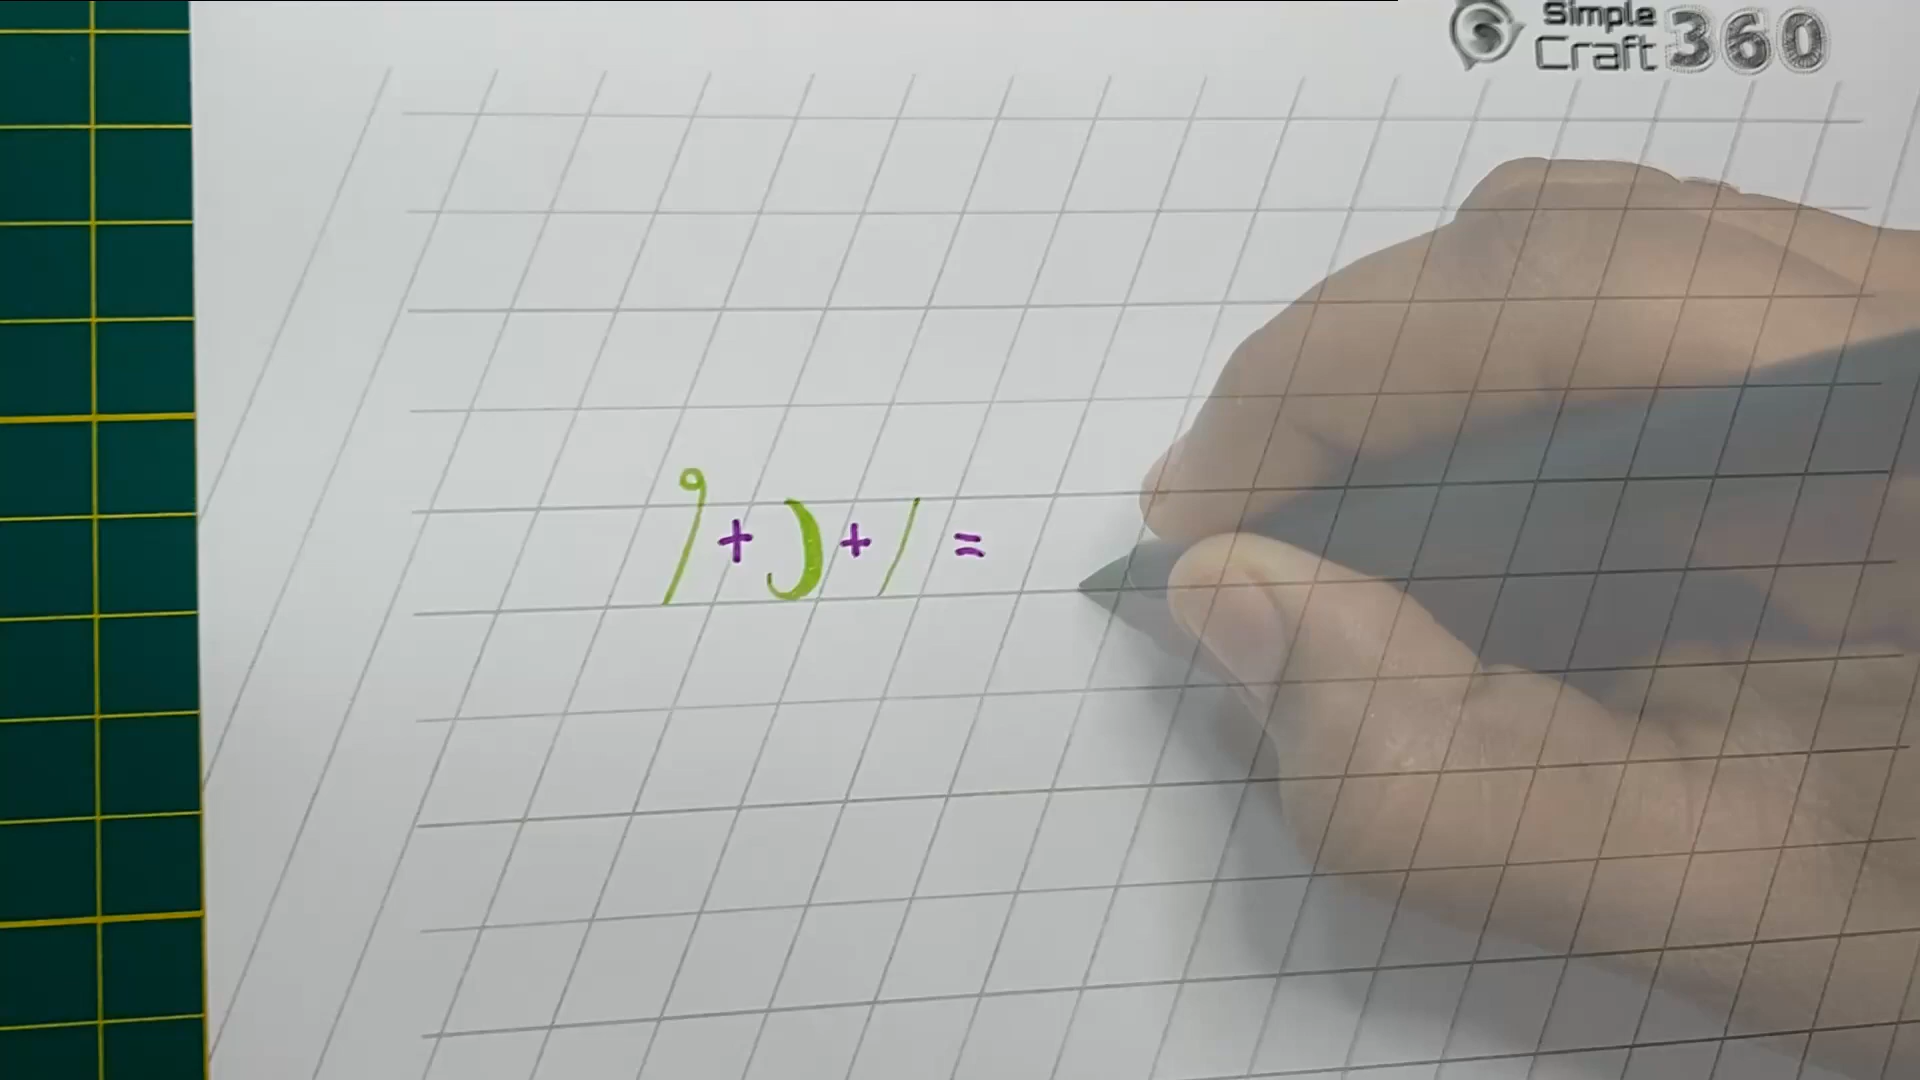 Simple
Craft 360
+ + =